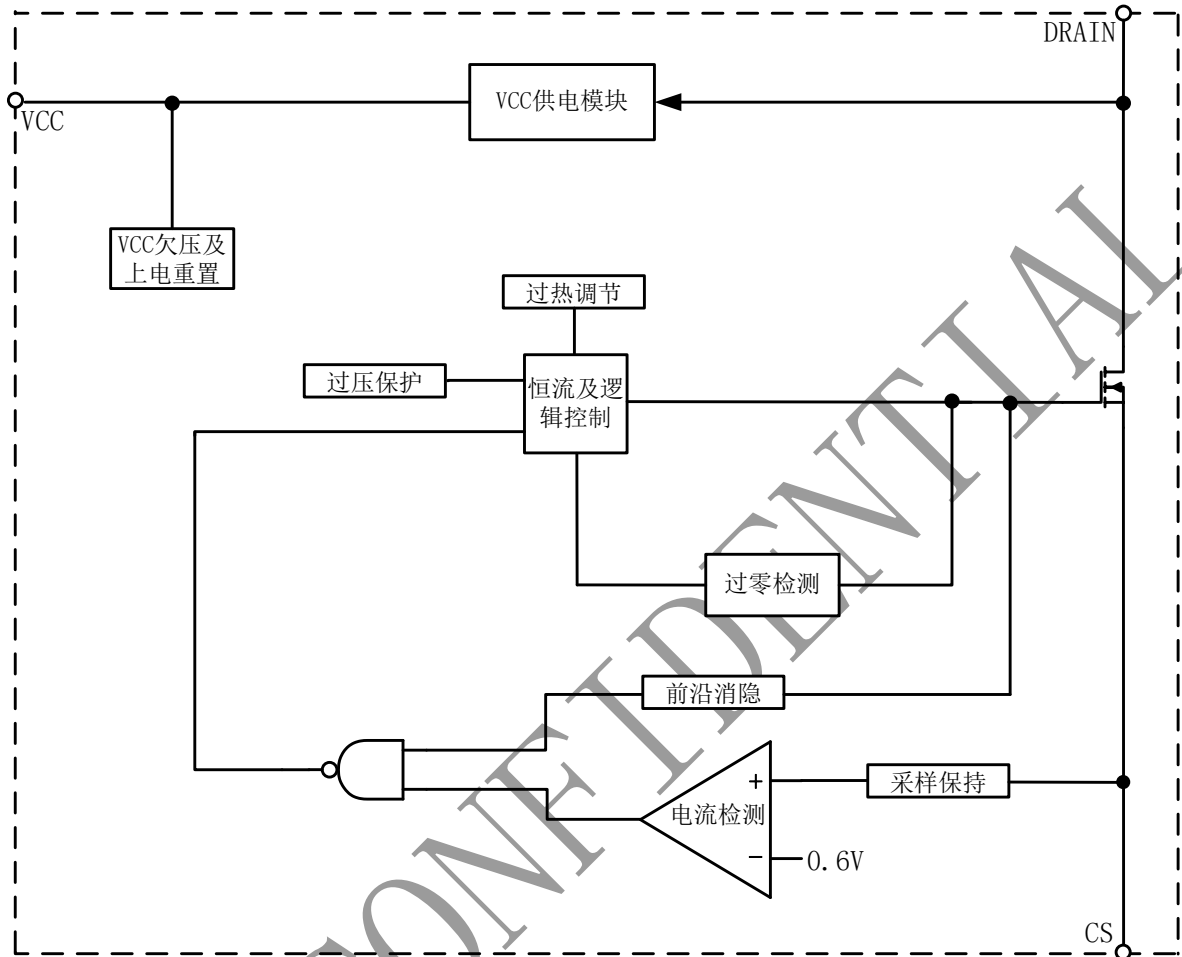 DRAIN
VCC
VCC供电模块
VCC欠压及
上电重置
过热调节
过压保护
恒流及逻
辑控制
过零检测
前沿消隐
采样保持
+
电流检测
−
0.6V
CS
CONFIDENTIAL